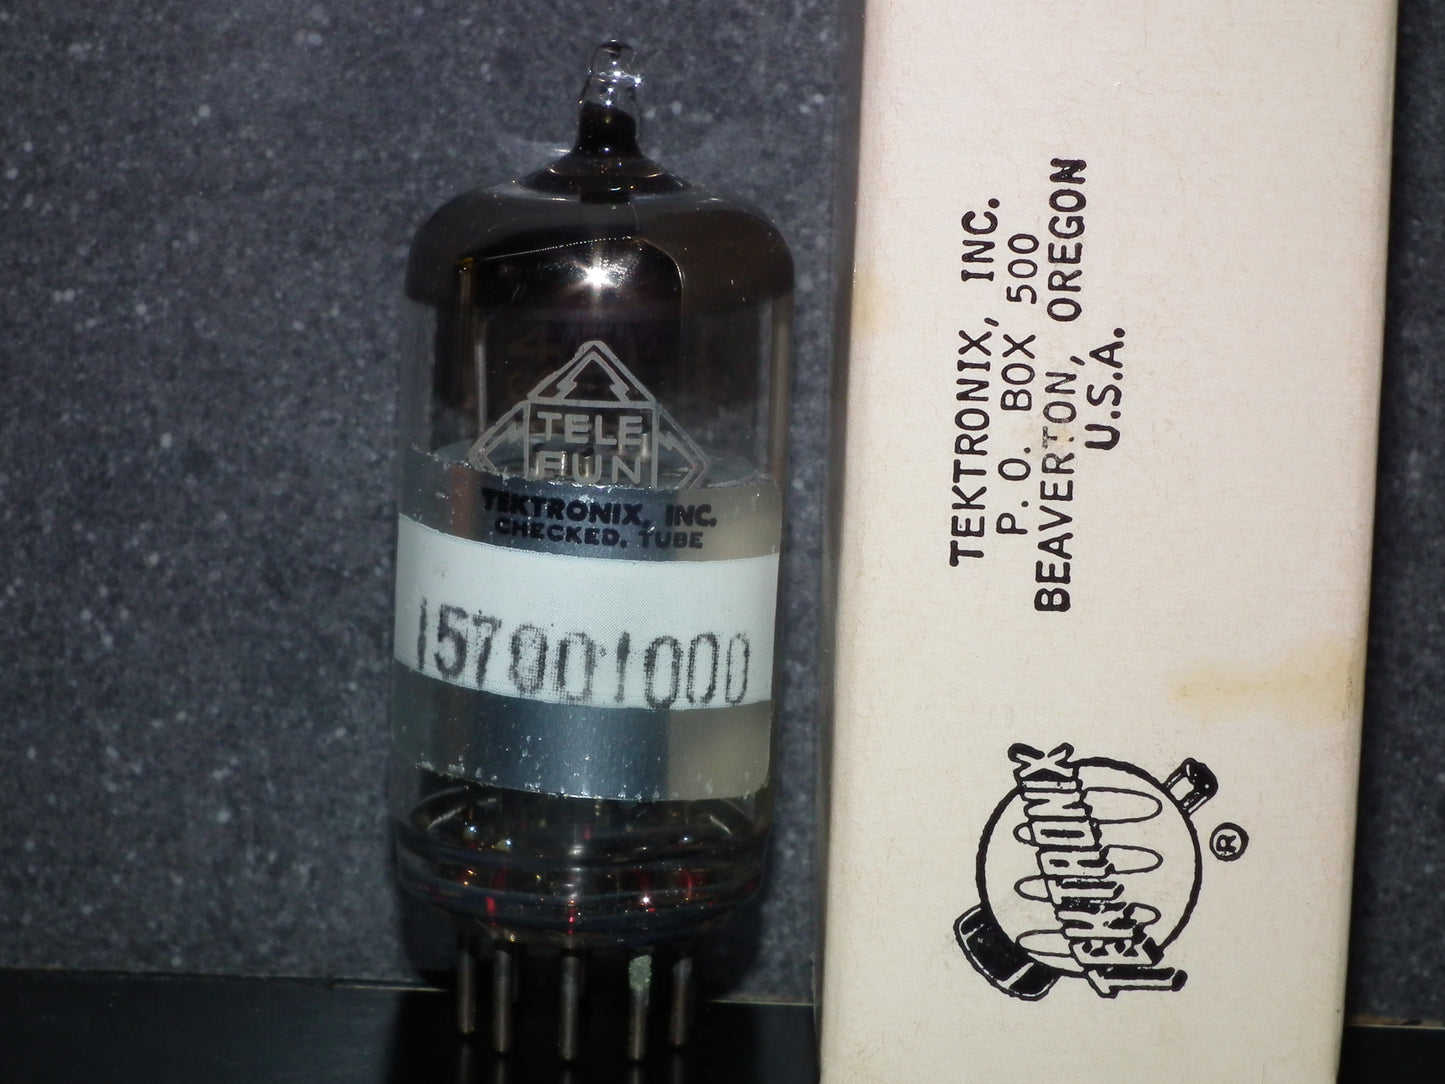 TELE
FUN
TEKTRONIX, INC.
CHECKED. TUBE
157001000
TEKTRONIX, INC.
P. O. BOX 500
BEAVERTON, OREGON
U.S.A.
TEKTRONIX
®